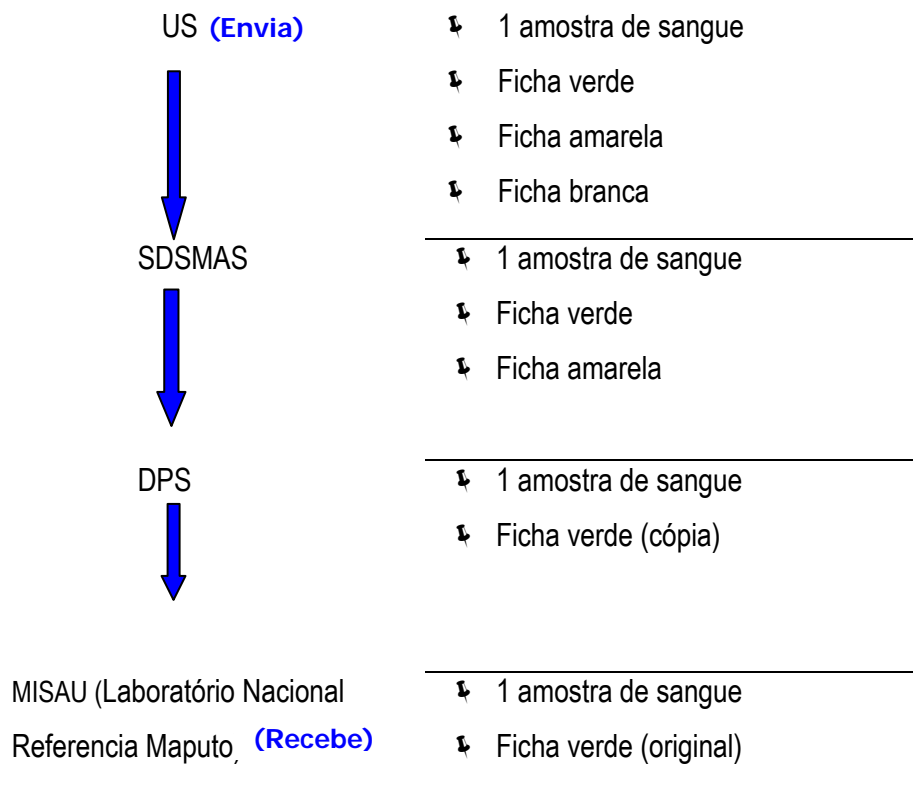 US (Envia)
1 amostra de sangue
Ficha verde
Ficha amarela
Ficha branca
SDSMAS
1 amostra de sangue
Ficha verde
Ficha amarela
DPS
1 amostra de sangue
Ficha verde (cópia)
MISAU (Laboratório Nacional
Referencia Maputo, (Recebe)
1 amostra de sangue
Ficha verde (original)